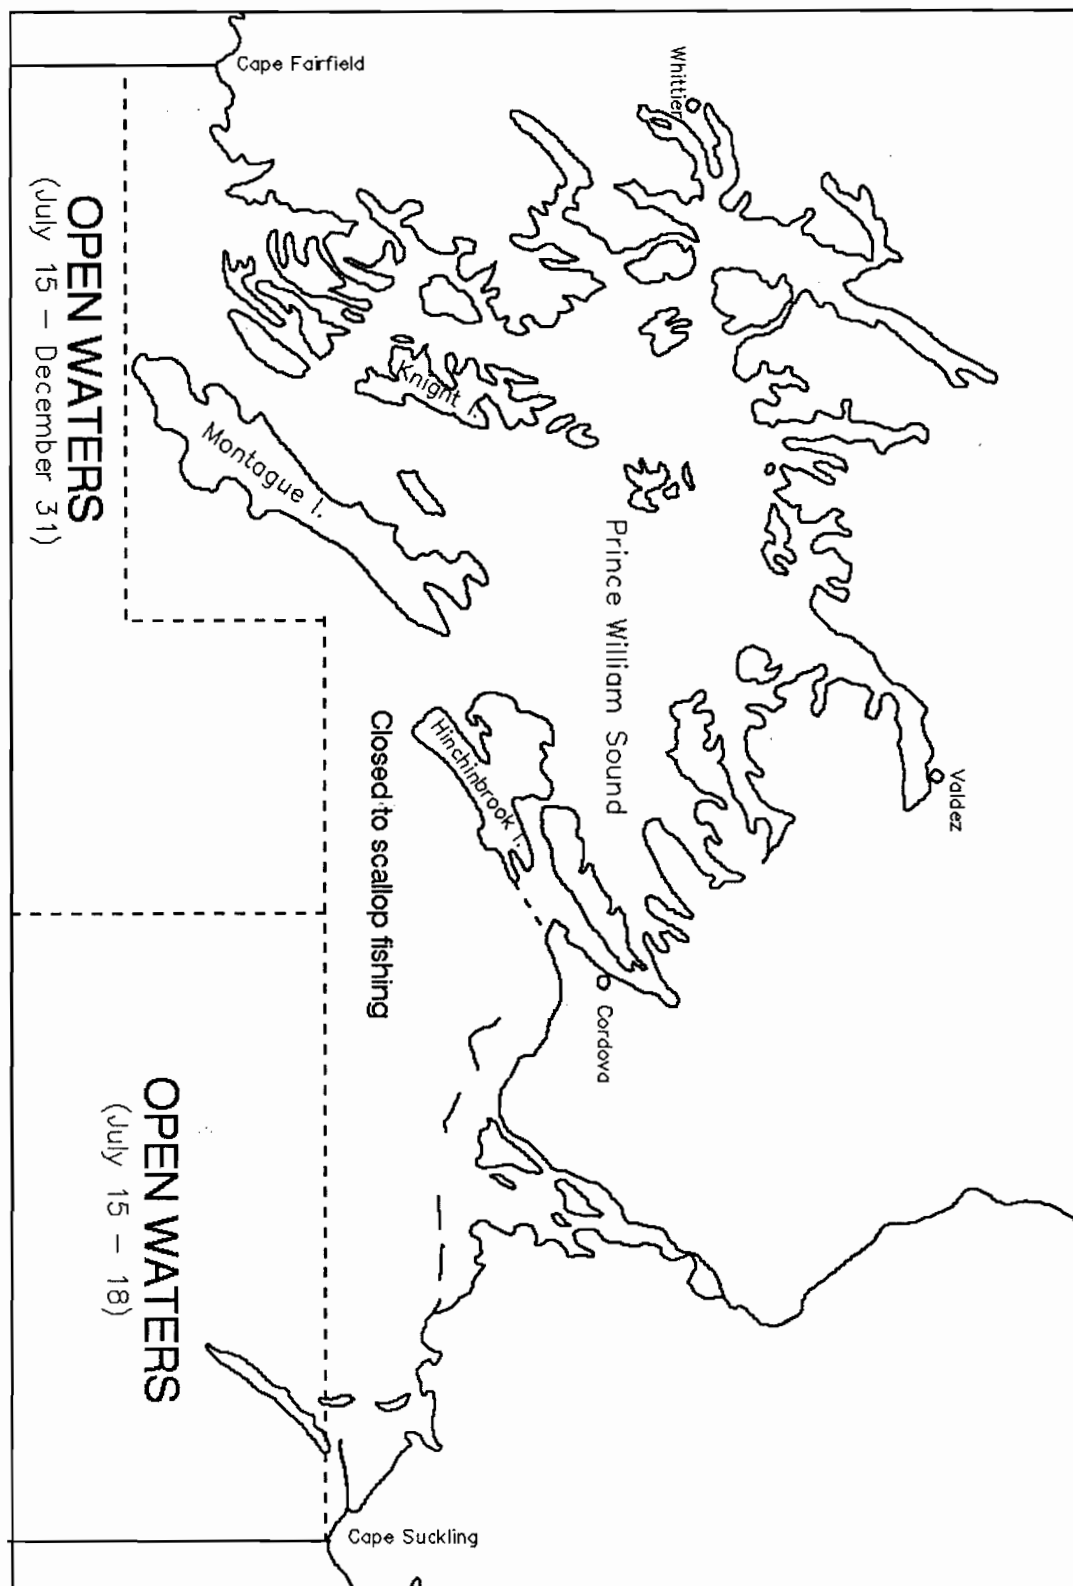 Cape Fairfield
Whittier
OPEN WATERS
(July 15 – December 31)
Knight I.
Montague I.
Prince William Sound
Valdez
Hinchinbrook I.
Closed to scallop fishing
Cordova
OPEN WATERS
(July 15 – 18)
Cape Suckling